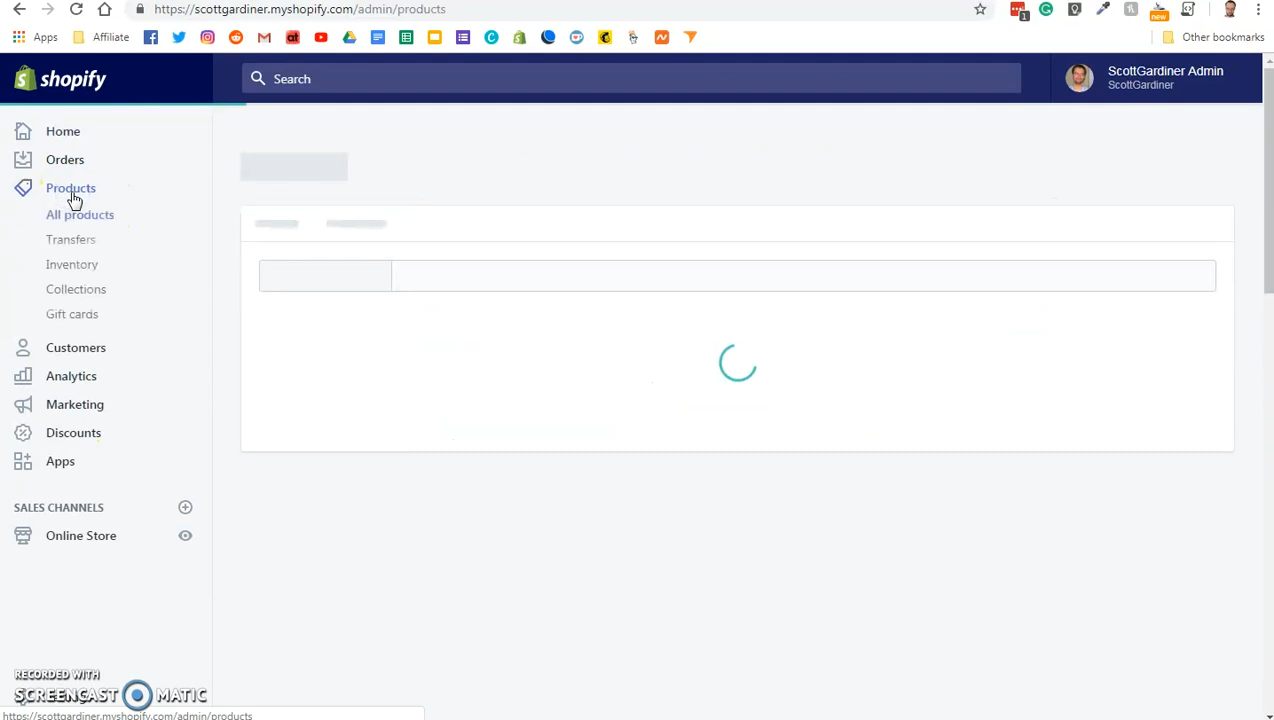 https://scottgardiner.myshopify.com/admin/products
1
new
Apps
Affiliate
Other bookmarks
shopify
Search
ScottGardiner Admin
ScottGardiner
Home
Orders
Products
All products
Transfers
Inventory
Collections
Gift cards
Customers
Analytics
Marketing
Discounts
Apps
SALES CHANNELS
Online Store
RECORDED WITH
SCREENCAST MATIC
https://scottgardiner.myshopify.com/admin/products